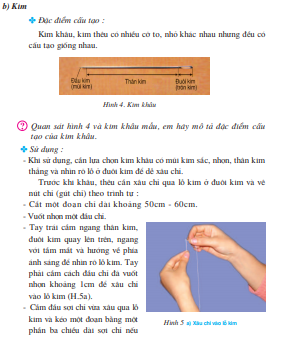 b) Kim
Đặc điểm cấu tạo :
Kim khâu, kim thêu có nhiều cỡ to, nhỏ khác nhau nhưng đều có
cấu tạo giống nhau.
Đầu kim
(mũi kim)
Thân kim
Đuôi kim
(trôn kim)
Hình 4. Kim khâu
? Quan sát hình 4 và kim khâu mẫu, em hãy mô tả đặc điểm cấu
tạo của kim khâu.
Sử dụng :
- Khi sử dụng, cần lựa chọn kim khâu có mũi kim sắc, nhọn, thân kim
thẳng và nhìn rõ lỗ ở đuôi kim để dễ xâu chỉ.
Trước khi khâu, thêu cần xâu chỉ qua lỗ kim ở đuôi kim và vê
nút chỉ (gút chỉ) theo trình tự :
- Cắt một đoạn chỉ dài khoảng 50cm - 60cm.
- Vuốt nhọn một đầu chỉ.
- Tay trái cầm ngang thân kim,
đuôi kim quay lên trên, ngang
với tầm mắt và hướng về phía
ánh sáng để nhìn rõ lỗ kim. Tay
phải cầm cách đầu chỉ đã vuốt
nhọn khoảng 1cm để xâu chỉ
vào lỗ kim (H.5a).
- Cầm đầu sợi chỉ vừa xâu qua lỗ
kim và kéo một đoạn bằng một
phần ba chiều dài sợi chỉ nếu
Hình 5 a) Xâu chỉ vào lỗ kim